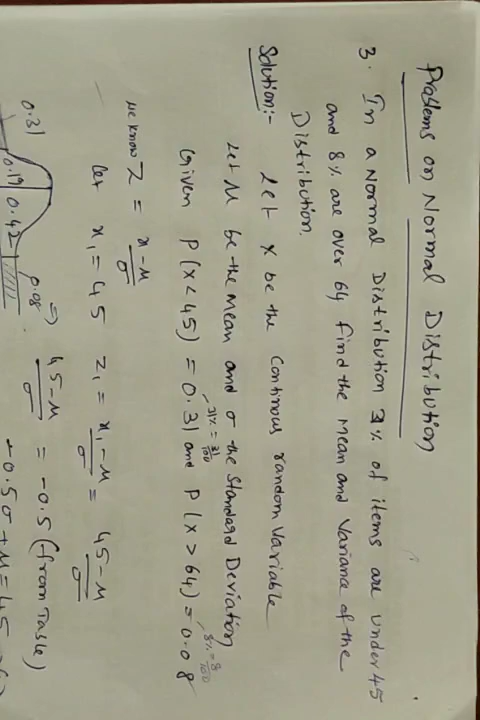 Problems on Normal Distribution
3. In a Normal Distribution 31% of items are under 45
and 8% are over 64 find the Mean and Variance of the
Distribution.
Solution:- Let X be the continous random variable
Let M be the Mean and σ the Standard Deviation
31% = 31/100
8% = 8/100
Given P(x<45) = 0.31 and P(x>64) = 0.08
We know Z = x-μ/σ
let x₁ = 45 z₁ = x₁-μ/σ = 45-μ/σ
⇒ 45-μ/σ = -0.5 (from Table)
-0.5σ+μ=45
0.31
0.19 0.42
0.08